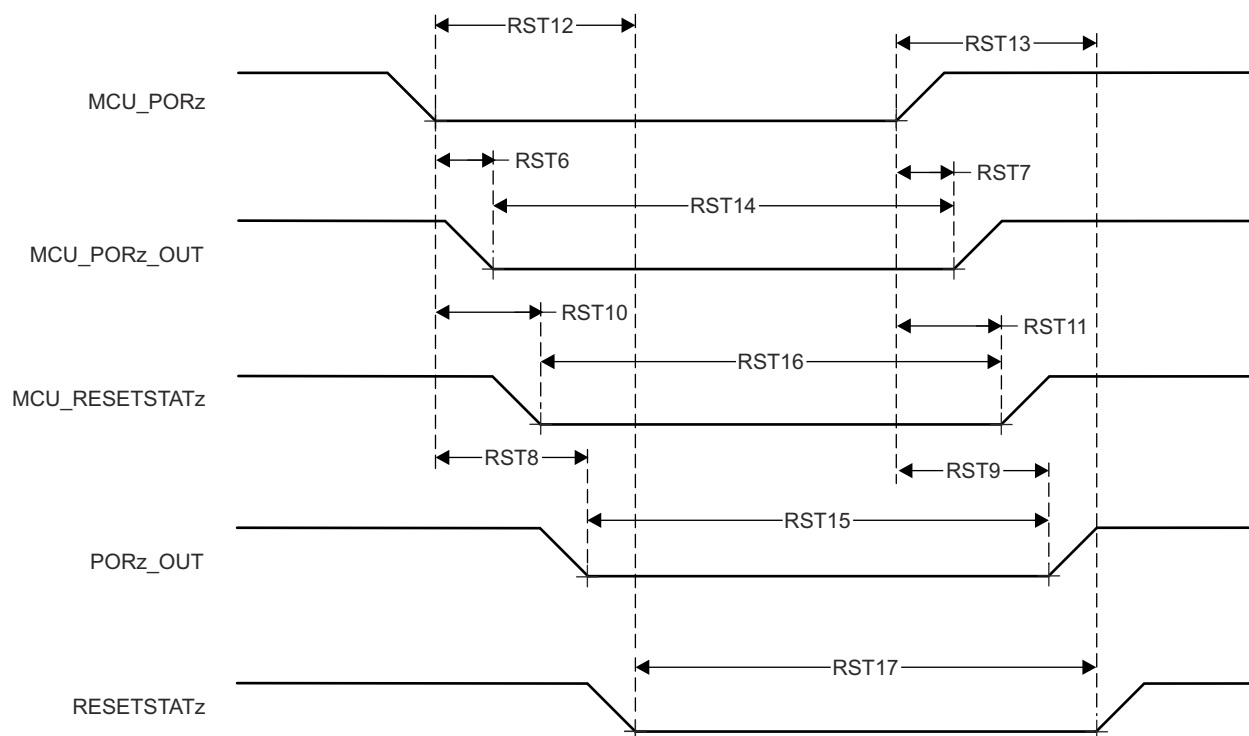 RST12
RST13
MCU_PORz
RST6
RST7
RST14
MCU_PORz_OUT
RST10
RST11
RST16
MCU_RESETSTATz
RST8
RST9
RST15
PORz_OUT
RST17
RESETSTATz